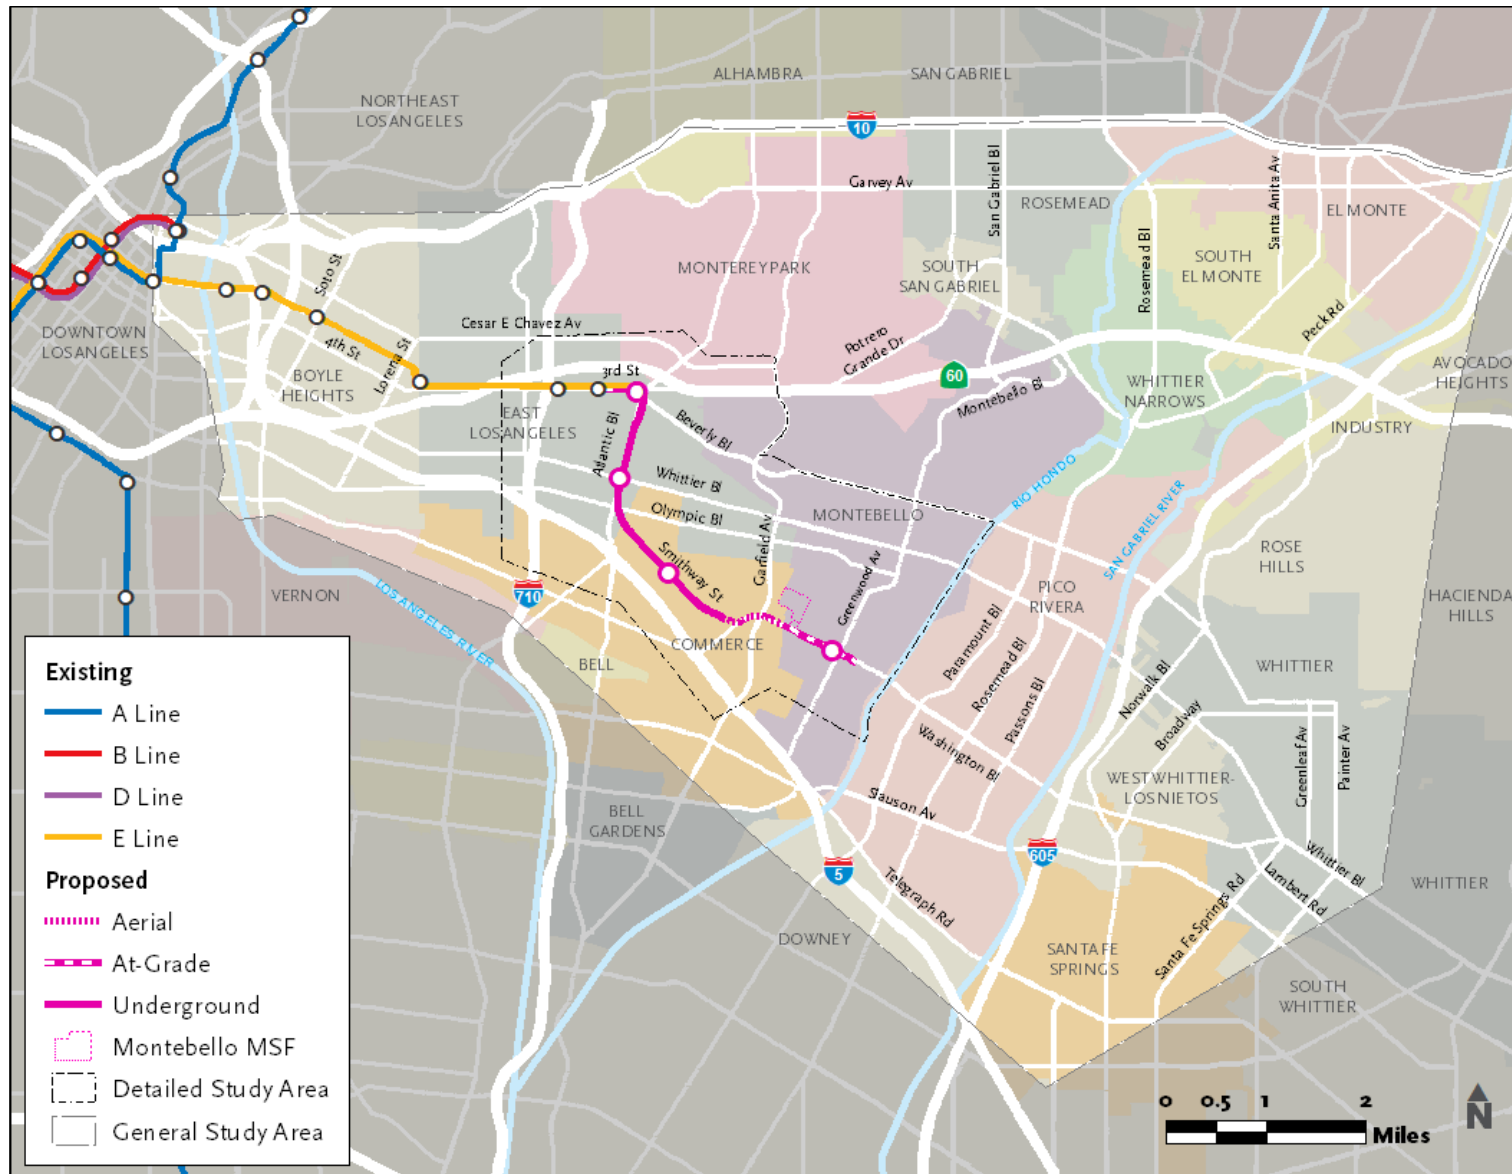 ALHAMBRA
SAN GABRIEL
NORTHEAST
LOS ANGELES
10
Garvey Av
San Gabriel Bl
ROSEMEAD
Santa Anita Av
EL MONTE
Rosemead Bl
SOUTH
EL MONTE
MONTEREY PARK
SOUTH
SAN GABRIEL
Soto St
Peck Rd
DOWNTOWN
LOS ANGELES
Cesar E Chavez Av
4th St
Lorena St
Potrero
Grande Dr
BOYLE
HEIGHTS
3rd St
60
Montebello Bl
WHITTIER
NARROWS
AVOCADO
HEIGHTS
EAST
LOS ANGELES
Atlantic Bl
Beverly Bl
INDUSTRY
Whittier Bl
Olympic Bl
MONTEBELLO
RIO HONDO
SAN GABRIEL RIVER
Garfield Av
Smithway St
Greenwood Av
ROSE
HILLS
VERNON
LOS ANGELES RIVER
710
PICO
RIVERA
HACIENDA
HILLS
Paramount Bl
Rosemead Bl
Passons Bl
COMMERCE
BELL
WHITTIER
Norwalk Bl
Broadway
Washington Bl
Greenleaf Av
Painter Av
WEST WHITTIER-
LOS NIETOS
Slauson Av
BELL
GARDENS
5
605
Whittier Bl
Lambert Rd
WHITTIER
Telegraph Rd
Santa Fe Springs Rd
DOWNEY
SANTA FE
SPRINGS
SOUTH
WHITTIER
Existing
A Line
B Line
D Line
E Line
Proposed
Aerial
At-Grade
Underground
Montebello MSF
Detailed Study Area
General Study Area
0 0.5 1 2
Miles
N